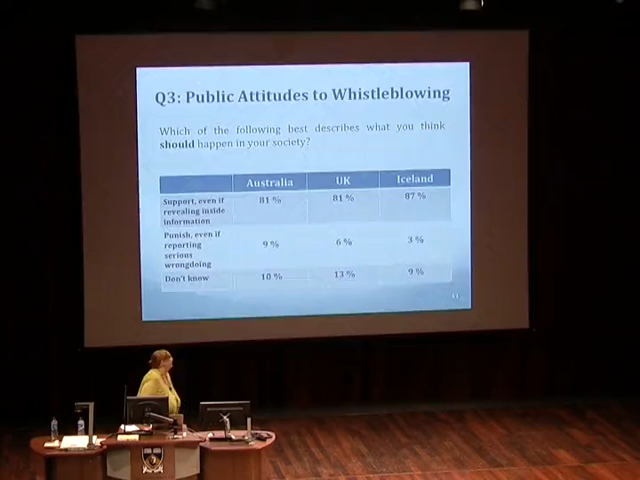 Q3: Public Attitudes to Whistleblowing
Which of the following best describes what you think
should happen in your society?
Australia UK Iceland
Support, even if
revealing inside
information
81 % 81 % 87 %
Punish, even if
reporting
serious
wrongdoing
9 % 6 % 3 %
Don't know 10 % 13 % 9 %